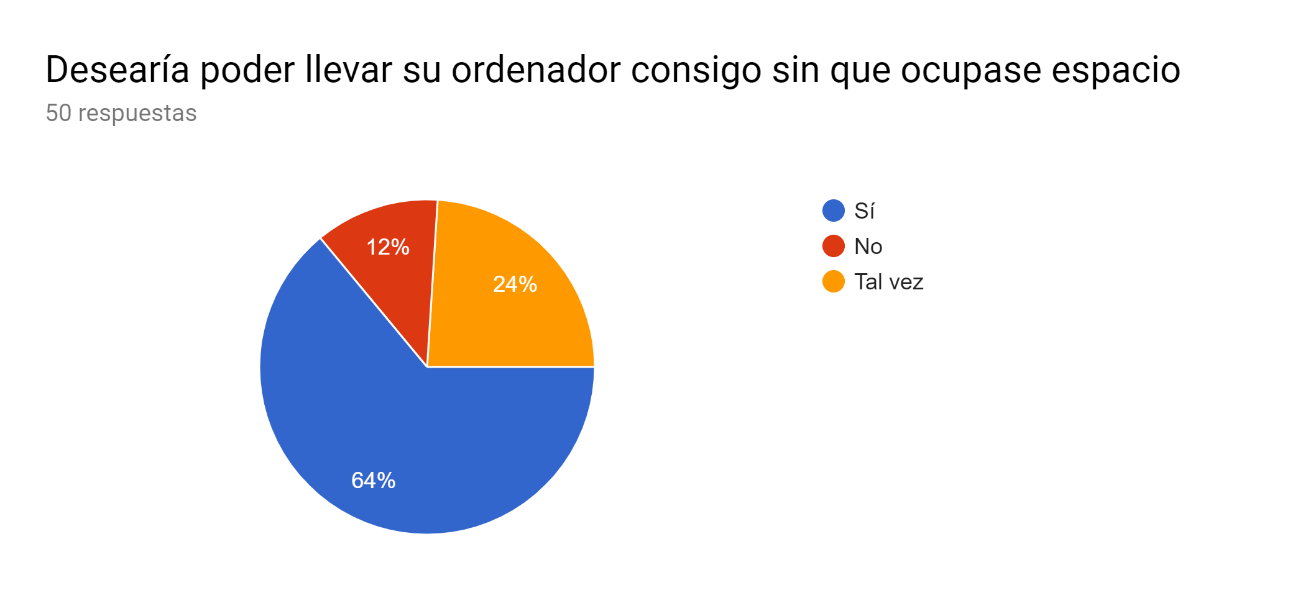 Desearía poder llevar su ordenador consigo sin que ocupase espacio
50 respuestas
Sí
No
Tal vez
12%
24%
64%